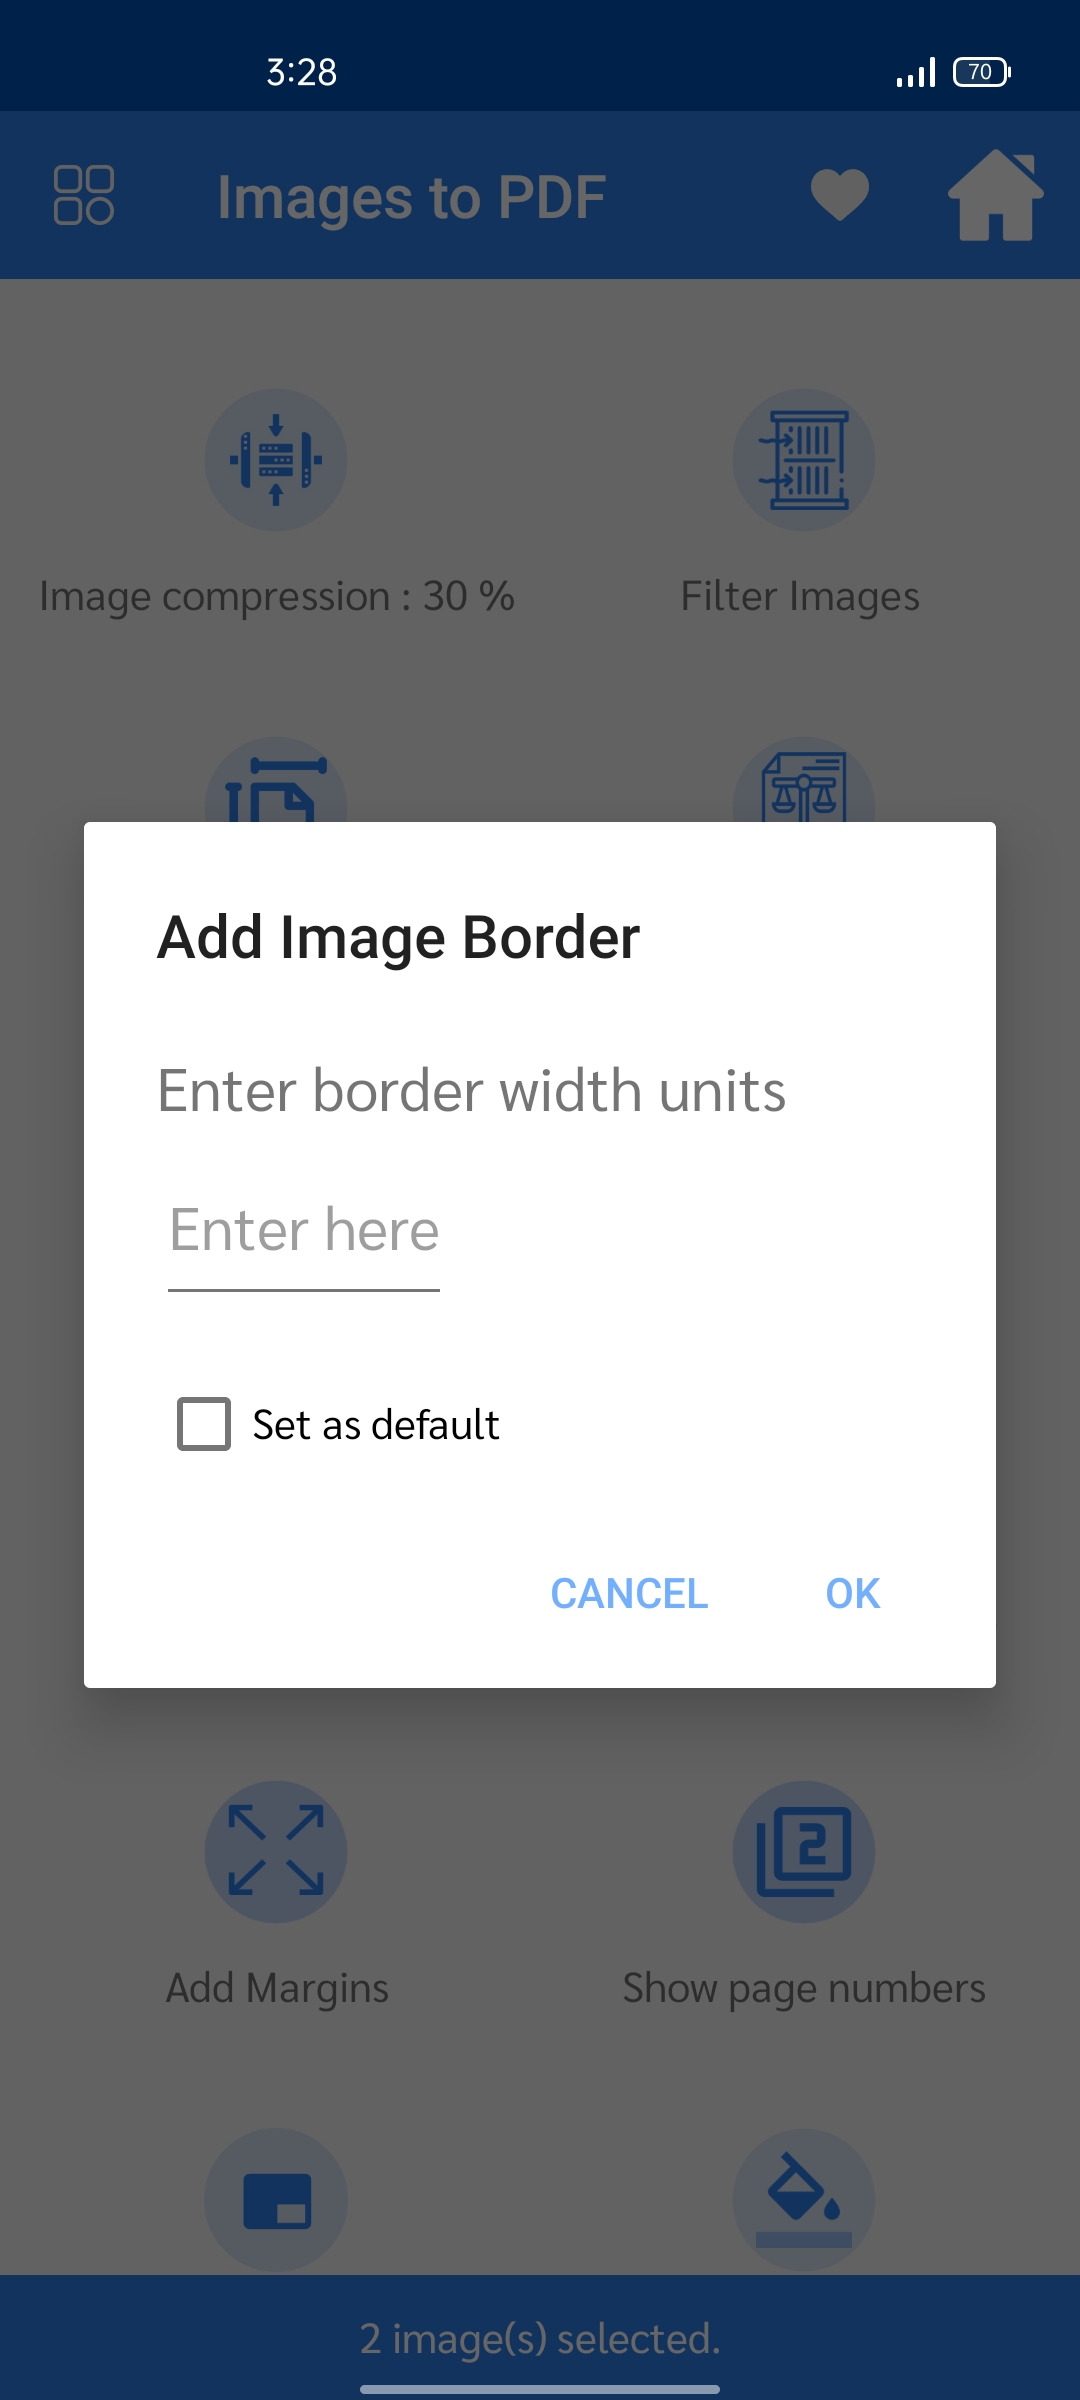 3:28
70
Images to PDF
Image compression : 30 %
Filter Images
Add Image Border
Enter border width units
Enter here
Set as default
CANCEL
OK
2
Add Margins
Show page numbers
2 image(s) selected.